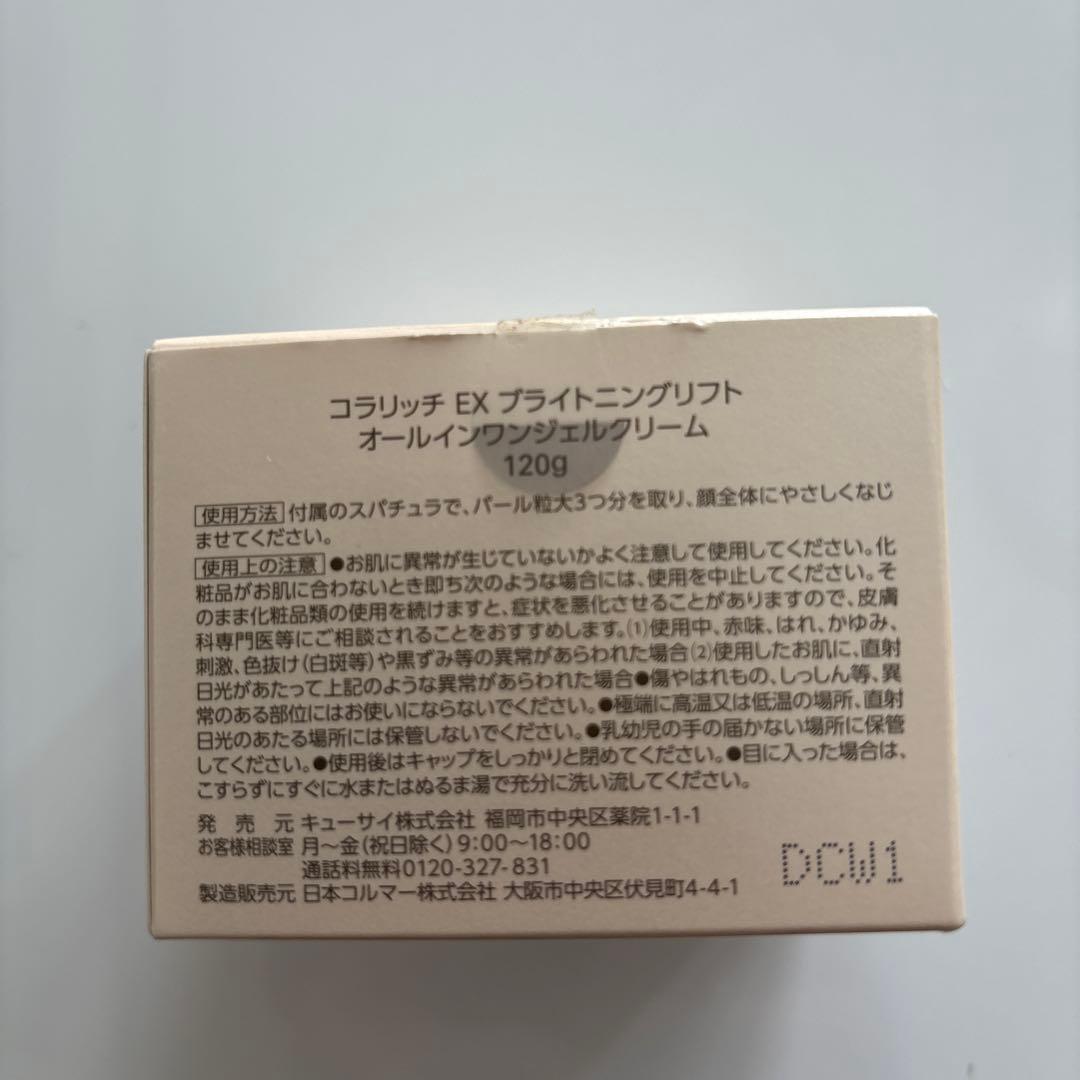 コラリッチ EX ブライトニングリフト
オールインワンジェルクリーム
120g
使用方法 付属のスパチュラで、パール粒大3つ分を取り、顔全体にやさしくなじ
ませてください。
使用上の注意 ●お肌に異常が生じていないかよく注意して使用してください。化
粧品がお肌に合わないとき即ち次のような場合には、使用を中止してください。そ
のまま化粧品類の使用を続けますと、症状を悪化させることがありますので、皮膚
科専門医等にご相談されることをおすすめします。(1)使用中、赤味、はれ、かゆみ、
刺激、色抜け(白斑等)や黒ずみ等の異常があらわれた場合(2)使用したお肌に、直射
日光があたって上記のような異常があらわれた場合●傷やはれもの、しっしん等、異
常のある部位にはお使いにならないでください。●極端に高温又は低温の場所、直射
日光のあたる場所には保管しないでください。●乳幼児の手の届かない場所に保管
してください。●使用後はキャップをしっかりと閉めてください。●目に入った場合は、
こすらずにすぐに水またはぬるま湯で充分に洗い流してください。
発売元 キューサイ株式会社 福岡市中央区薬院1-1-1
お客様相談室 月〜金(祝日除く)9:00〜18:00
通話料無料0120-327-831
製造販売元 日本コルマー株式会社 大阪市中央区伏見町4-4-1
DCW1